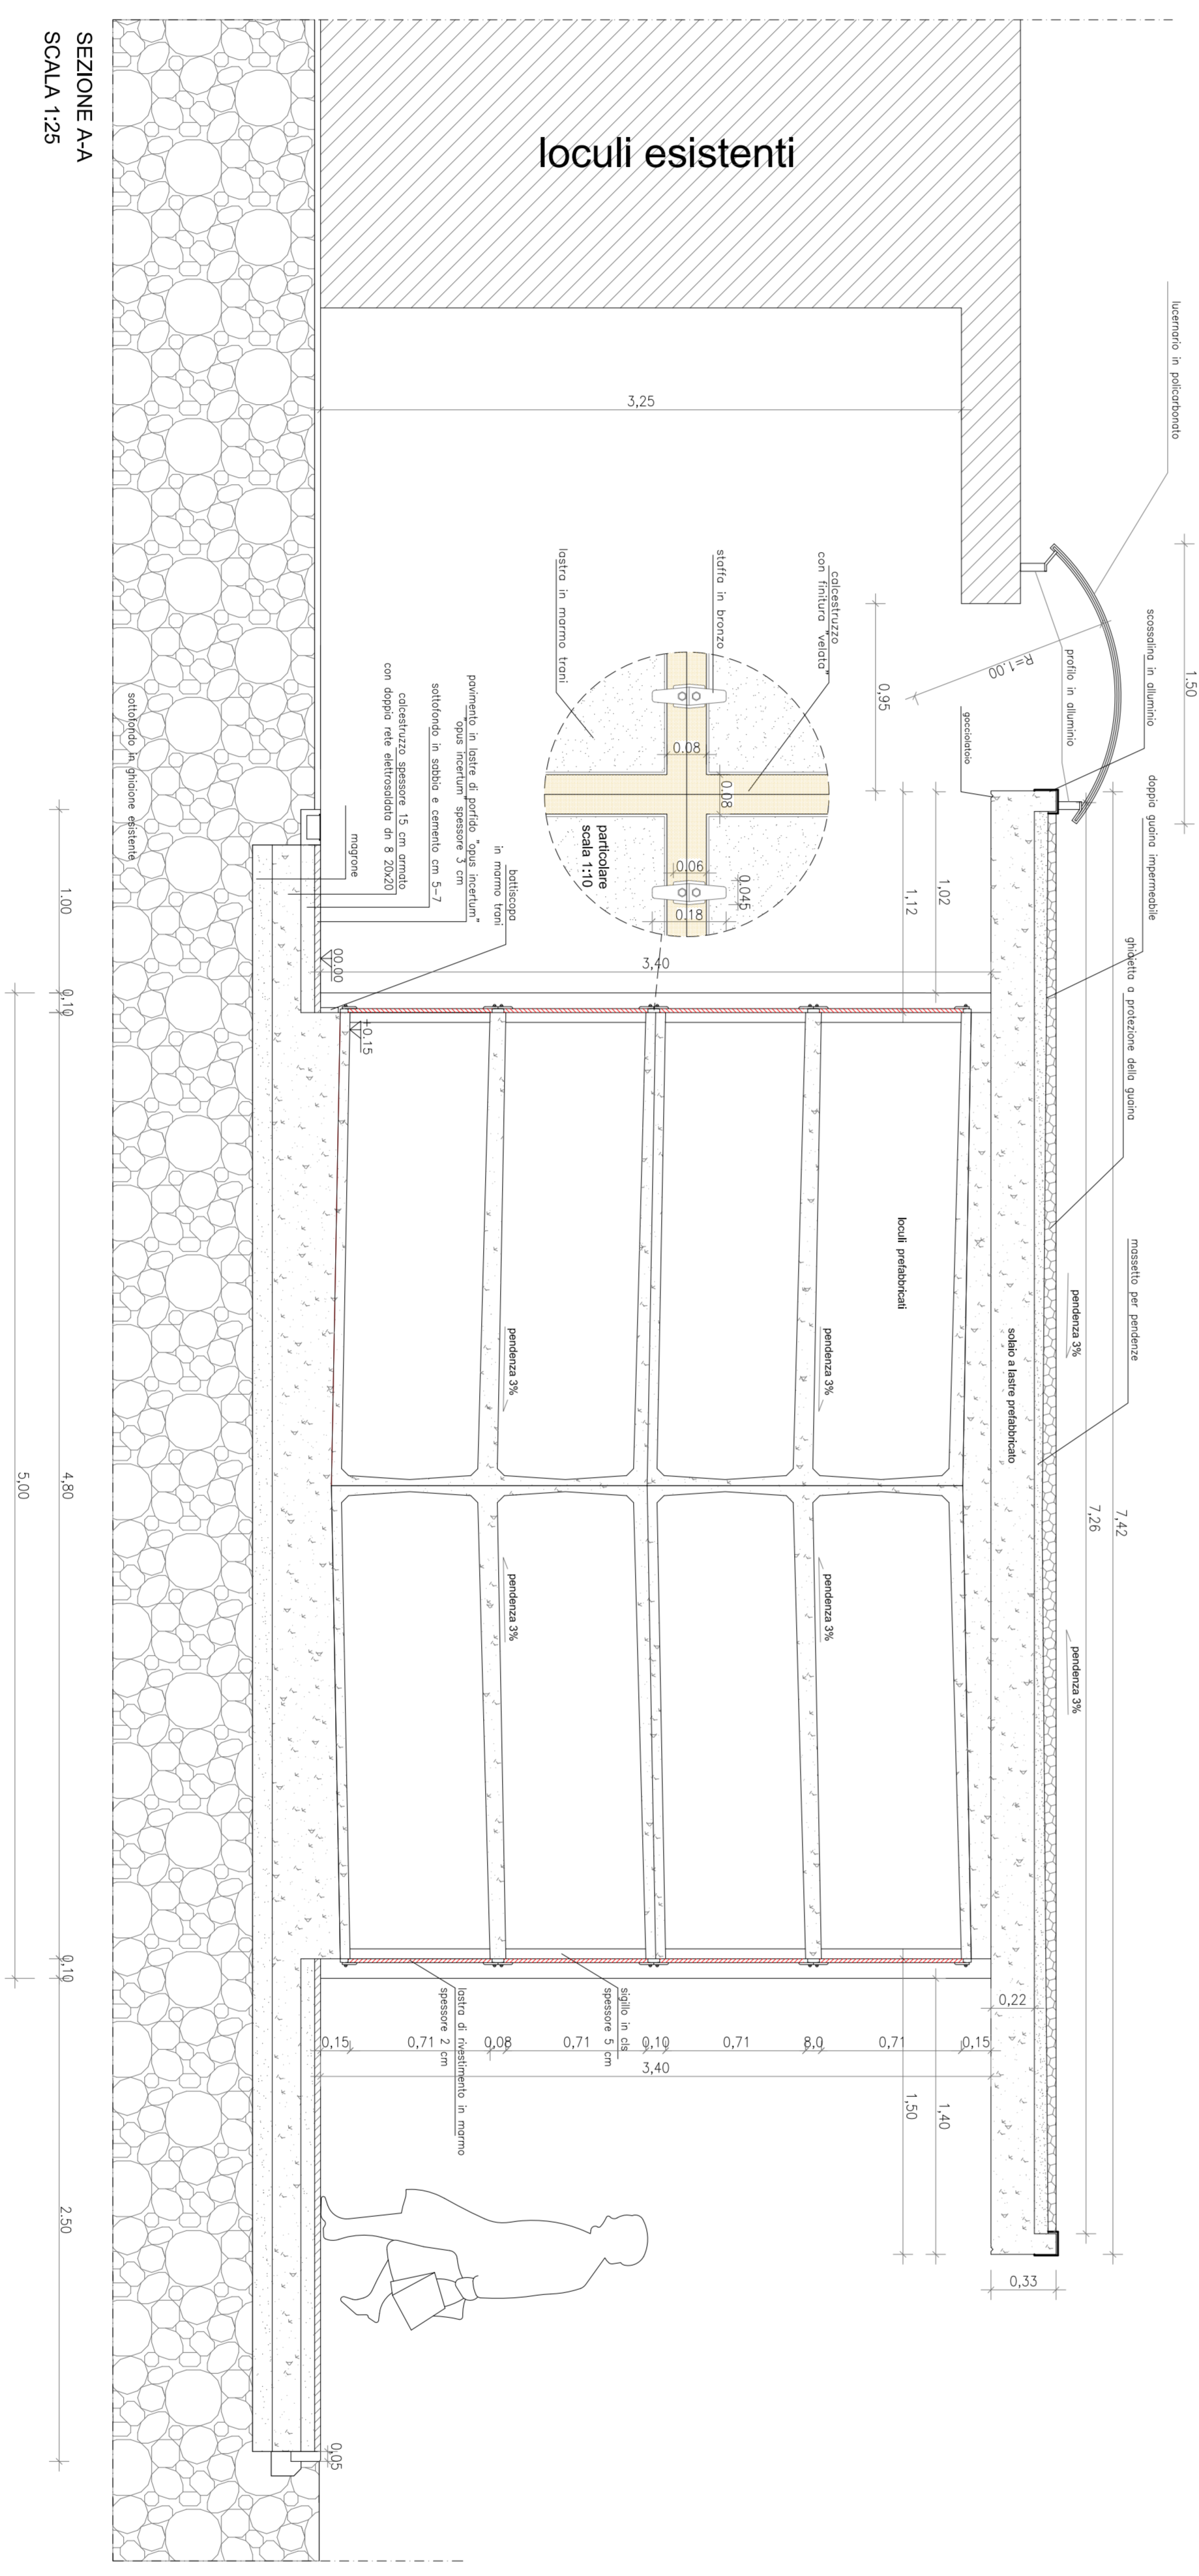 SEZIONE A-A
SCALA 1:25
loculi esistenti
lucernario in policarbonato
1.50
scossalina in alluminio
profilo in alluminio
R=1.00
gocciolatoio
doppia guaina impermeabile
ghiaietta a protezione della guaina
massetto per pendenze
pendenza 3%
pendenza 3%
7,42
7,26
solaio a lastre prefabbricato
loculi prefabbricati
3,25
0,95
1,02
1,12
calcestruzzo
con finitura "velata"
staffa in bronzo
lastra in marmo trani
0.08
0.08
0.06
0.045
0.18
particolare
scala 1:10
3,40
battiscopa
in marmo trani
pavimento in lastre di porfido "opus incertum"
"opus incertum" spessore 3 cm
sottofondo in sabbia e cemento cm 5-7
calcestruzzo spessore 15 cm armato
con doppia rete elettrosaldata dn 8 20x20
magrone
sottofondo in ghiaione esistente
00.00
+0.15
pendenza 3%
pendenza 3%
pendenza 3%
pendenza 3%
sigillo in cls
spessore 5 cm
lastra di rivestimento in marmo
spessore 2 cm
0,22
0,15
0,71
8,0
0,71
0,10
0,71
0,08
0,71
0,15
3,40
1,40
1,50
0,33
0,05
1.00
0,10
4,80
0,10
2.50
5,00